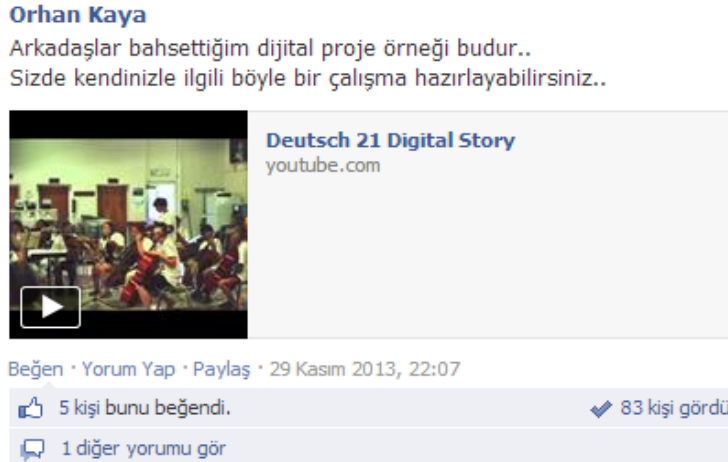 Orhan Kaya
Arkadaşlar bahsettiğim dijital proje örneği budur..
Sizde kendinizle ilgili böyle bir çalışma hazırlayabilirsiniz..
Deutsch 21 Digital Story
youtube.com
Beğen · Yorum Yap · Paylaş · 29 Kasım 2013, 22:07
5 kişi bunu beğendi. 83 kişi gördü
1 diğer yorumu gör